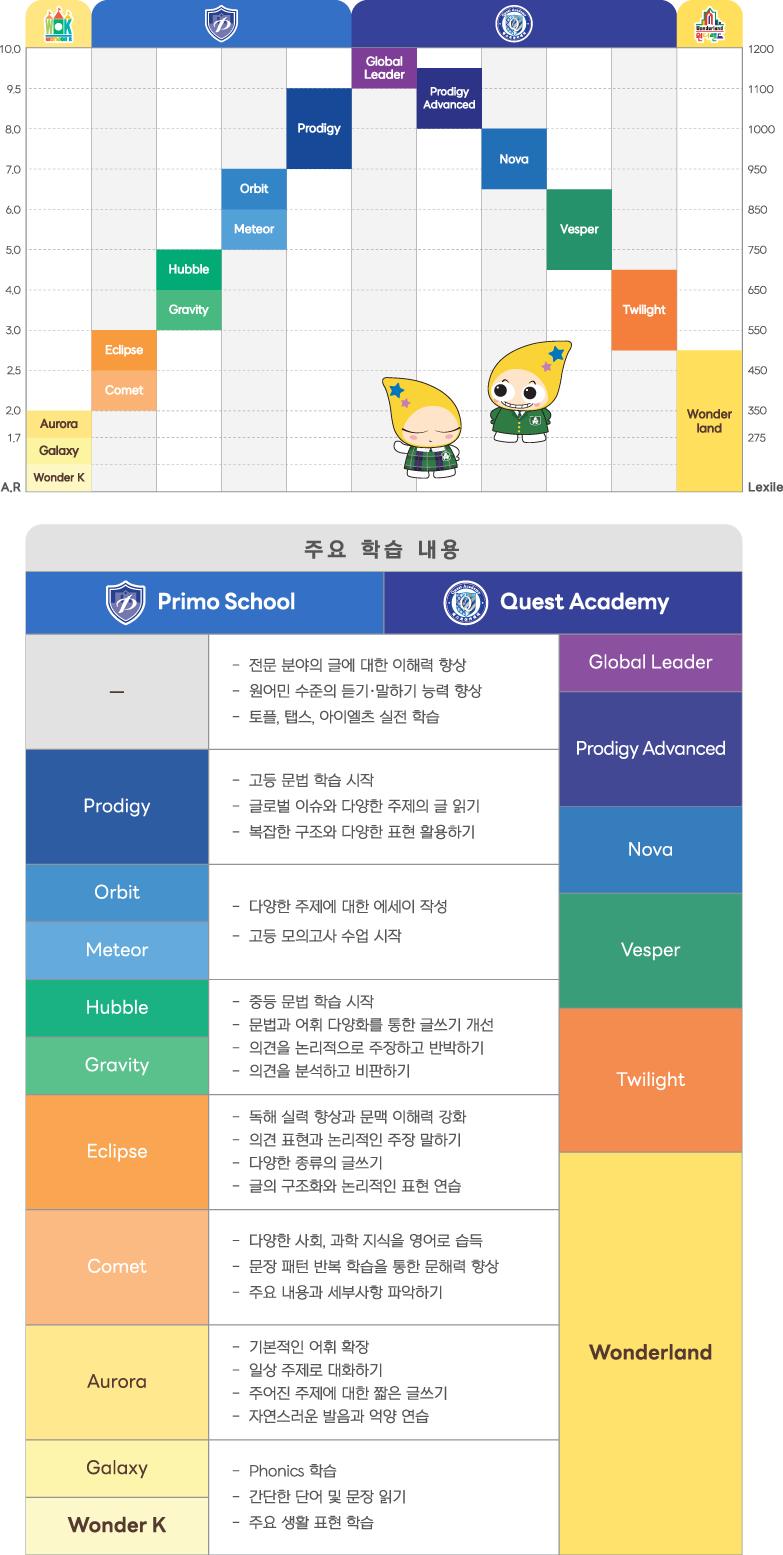 WOK
Quest Academy
Wonderland
원더랜드
10.0
9.5
8.0
7.0
6.0
5.0
4.0
3.0
2.5
2.0
1.7
A.R
Global
Leader
Prodigy
Advanced
Prodigy
Nova
Orbit
Meteor
Vesper
Hubble
Gravity
Twilight
Eclipse
Comet
Aurora
Galaxy
Wonder K
Wonder
land
1200
1100
1000
950
850
750
650
550
450
350
275
Lexile
주요 학습 내용
Primo School
Quest Academy
Quest Academy
–
- 전문 분야의 글에 대한 이해력 향상
- 원어민 수준의 듣기·말하기 능력 향상
- 토플, 탭스, 아이엘츠 실전 학습
Global Leader
Prodigy Advanced
Prodigy
- 고등 문법 학습 시작
- 글로벌 이슈와 다양한 주제의 글 읽기
- 복잡한 구조와 다양한 표현 활용하기
Nova
Orbit
Meteor
- 다양한 주제에 대한 에세이 작성
- 고등 모의고사 수업 시작
Vesper
Hubble
Gravity
- 중등 문법 학습 시작
- 문법과 어휘 다양화를 통한 글쓰기 개선
- 의견을 논리적으로 주장하고 반박하기
- 의견을 분석하고 비판하기
Twilight
Eclipse
- 독해 실력 향상과 문맥 이해력 강화
- 의견 표현과 논리적인 주장 말하기
- 다양한 종류의 글쓰기
- 글의 구조화와 논리적인 표현 연습
Comet
- 다양한 사회, 과학 지식을 영어로 습득
- 문장 패턴 반복 학습을 통한 문해력 향상
- 주요 내용과 세부사항 파악하기
Wonderland
Aurora
- 기본적인 어휘 확장
- 일상 주제로 대화하기
- 주어진 주제에 대한 짧은 글쓰기
- 자연스러운 발음과 억양 연습
Galaxy
Wonder K
- Phonics 학습
- 간단한 단어 및 문장 읽기
- 주요 생활 표현 학습